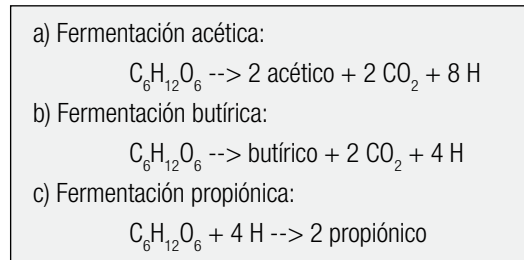 a) Fermentación acética:
C₆H₁₂O₆ --> 2 acético + 2 CO₂ + 8 H
b) Fermentación butírica:
C₆H₁₂O₆ --> butírico + 2 CO₂ + 4 H
c) Fermentación propiónica:
C₆H₁₂O₆ + 4 H --> 2 propiónico